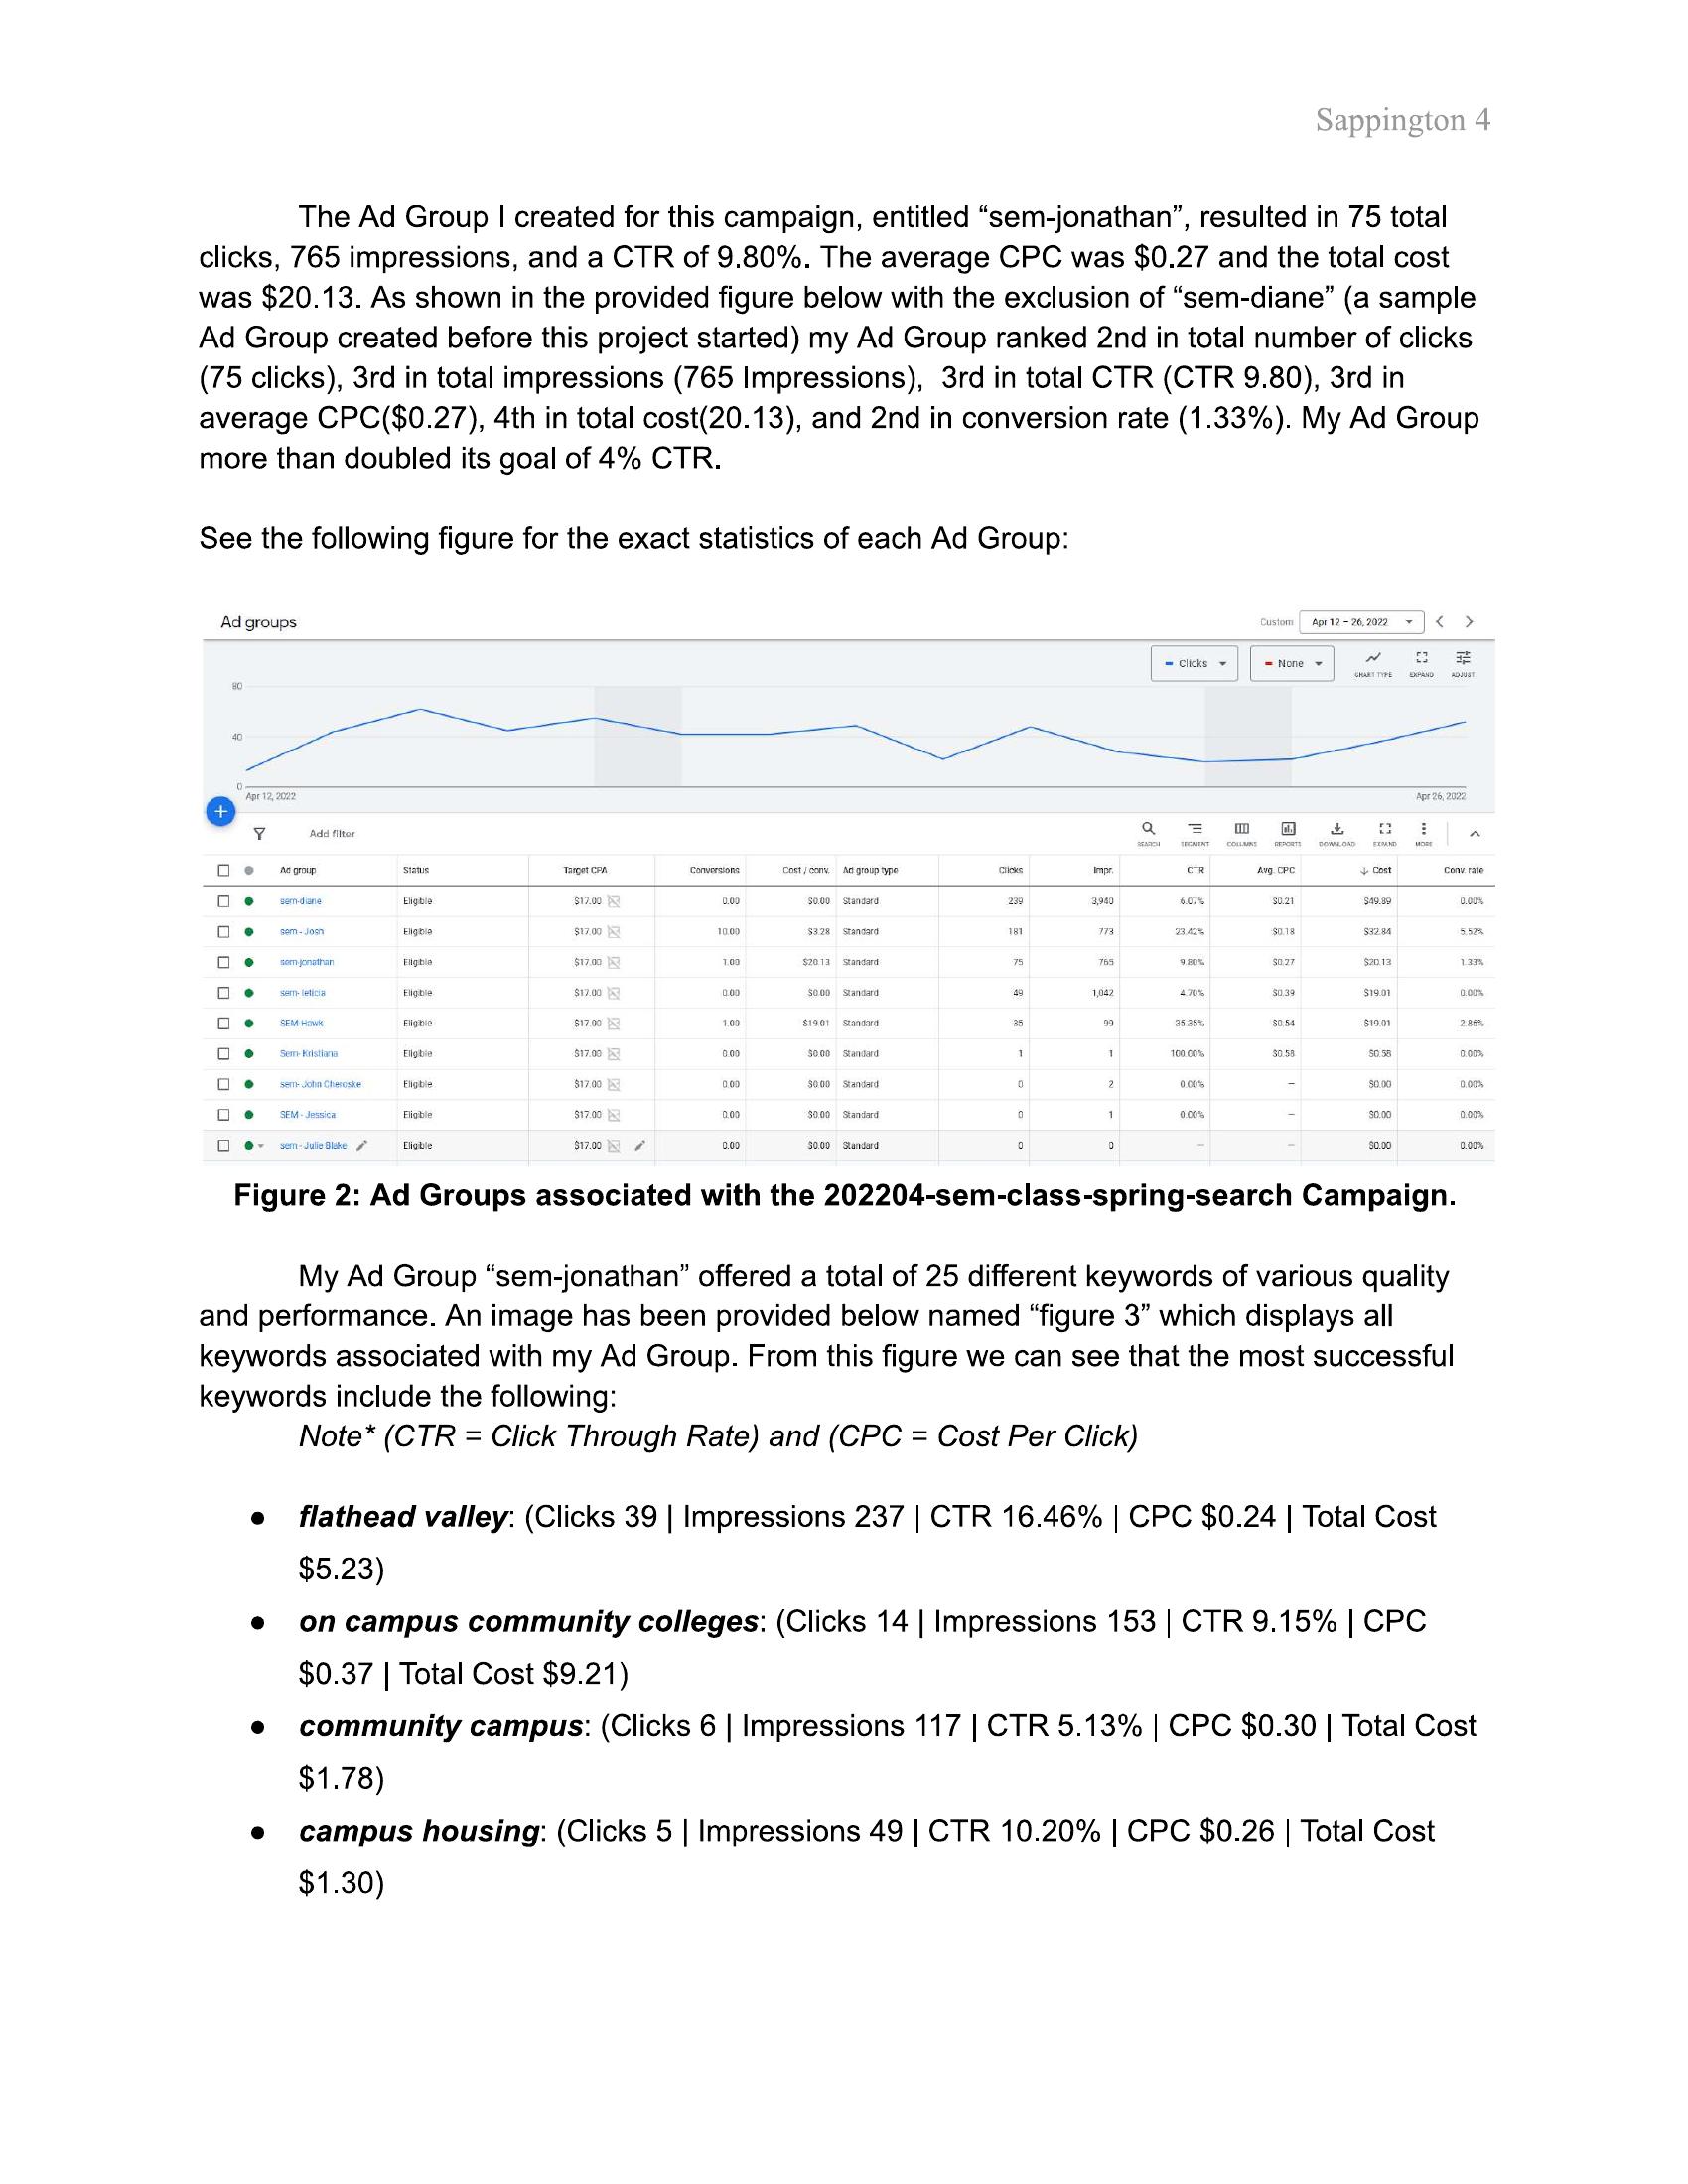 Sappington 4
The Ad Group I created for this campaign, entitled “sem-jonathan”, resulted in 75 total
clicks, 765 impressions, and a CTR of 9.80%. The average CPC was $0.27 and the total cost
was $20.13. As shown in the provided figure below with the exclusion of “sem-diane” (a sample
Ad Group created before this project started) my Ad Group ranked 2nd in total number of clicks
(75 clicks), 3rd in total impressions (765 Impressions),  3rd in total CTR (CTR 9.80), 3rd in
average CPC($0.27), 4th in total cost(20.13), and 2nd in conversion rate (1.33%). My Ad Group
more than doubled its goal of 4% CTR.
See the following figure for the exact statistics of each Ad Group:
Ad groups Custom Apr 12 – 26, 2022
Clicks None CHART TYPE EXPAND ADJUST
80
40
0
Apr 12, 2022 Apr 26, 2022
Add filter SEARCH SEGMENT COLUMNS REPORTS DOWNLOAD EXPAND MORE
Ad group Status Target CPA Conversions Cost / conv. Ad group type Clicks Impr. CTR Avg. CPC Cost Conv. rate
sem-diane Eligible $17.00 0.00 $0.00 Standard 239 3,940 6.07% $0.21 $49.89 0.00%
sem - Josh Eligible $17.00 10.00 $3.28 Standard 181 773 23.42% $0.18 $32.84 5.52%
sem-jonathan Eligible $17.00 1.00 $20.13 Standard 75 765 9.80% $0.27 $20.13 1.33%
sem- leticia Eligible $17.00 0.00 $0.00 Standard 49 1,042 4.70% $0.39 $19.01 0.00%
SEM-Hawk Eligible $17.00 1.00 $19.01 Standard 35 99 35.35% $0.54 $19.01 2.86%
Sem- Kristiana Eligible $17.00 0.00 $0.00 Standard 1 1 100.00% $0.58 $0.58 0.00%
sem- John Cheroske Eligible $17.00 0.00 $0.00 Standard 0 2 0.00% – $0.00 0.00%
SEM - Jessica Eligible $17.00 0.00 $0.00 Standard 0 1 0.00% – $0.00 0.00%
sem - Julie Blake Eligible $17.00 0.00 $0.00 Standard 0 0 – – $0.00 0.00%
Figure 2: Ad Groups associated with the 202204-sem-class-spring-search Campaign.
My Ad Group “sem-jonathan” offered a total of 25 different keywords of various quality
and performance. An image has been provided below named “figure 3” which displays all
keywords associated with my Ad Group. From this figure we can see that the most successful
keywords include the following:
Note* (CTR = Click Through Rate) and (CPC = Cost Per Click)
● flathead valley: (Clicks 39 | Impressions 237 | CTR 16.46% | CPC $0.24 | Total Cost
$5.23)
● on campus community colleges: (Clicks 14 | Impressions 153 | CTR 9.15% | CPC
$0.37 | Total Cost $9.21)
● community campus: (Clicks 6 | Impressions 117 | CTR 5.13% | CPC $0.30 | Total Cost
$1.78)
● campus housing: (Clicks 5 | Impressions 49 | CTR 10.20% | CPC $0.26 | Total Cost
$1.30)